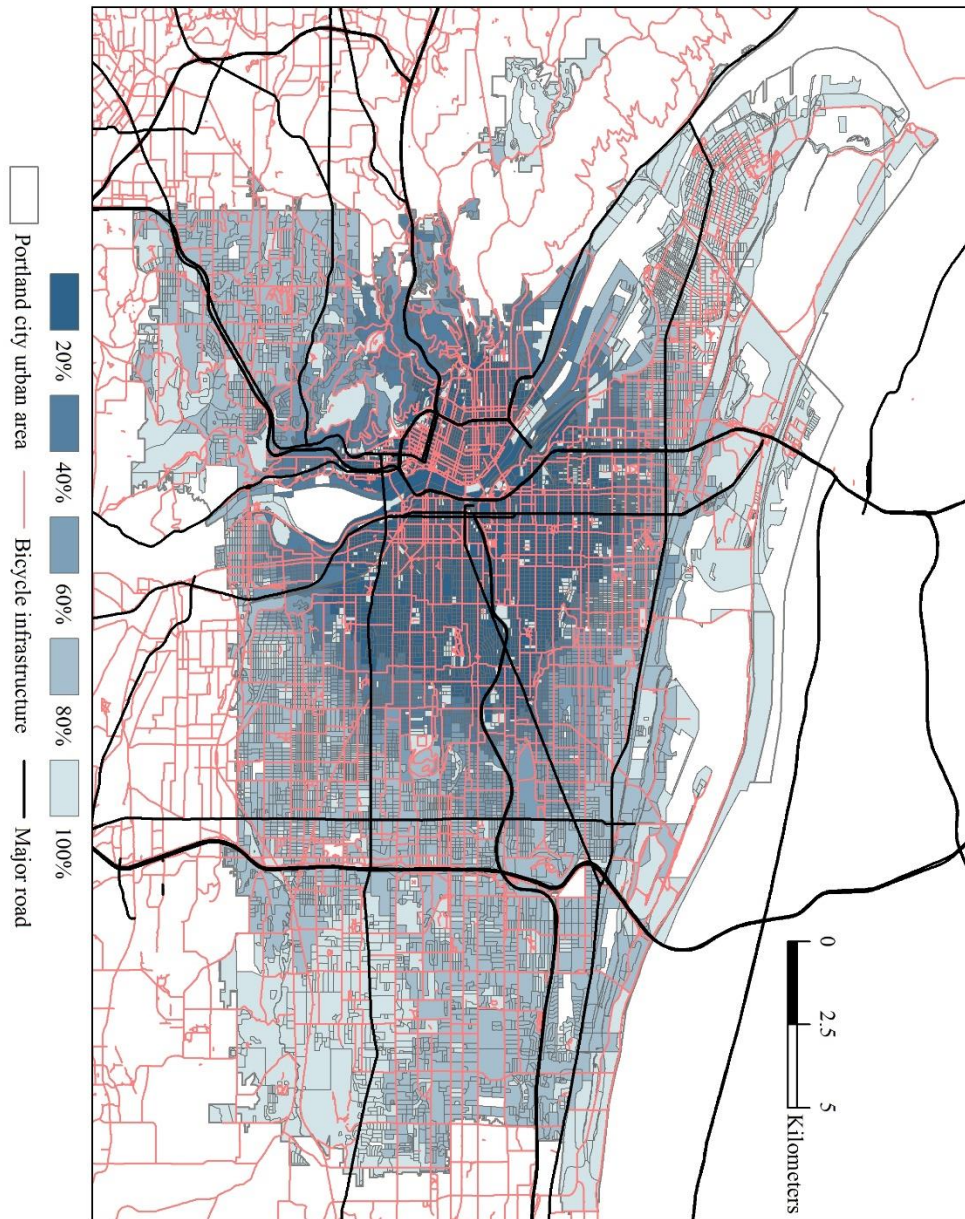 0 2.5 5
Kilometers
20% 40% 60% 80% 100%
Portland city urban area Bicycle infrastructure Major road